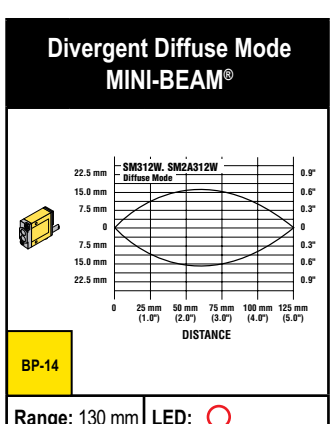 Divergent Diffuse Mode
MINI-BEAM®
SM312W. SM2A312W
Diffuse Mode
22.5 mm 0.9"
15.0 mm 0.6"
7.5 mm 0.3"
0 0
7.5 mm 0.3"
15.0 mm 0.6"
22.5 mm 0.9"
0 25 mm 50 mm 75 mm 100 mm 125 mm
(1.0") (2.0") (3.0") (4.0") (5.0")
DISTANCE
BP-14
Range: 130 mm LED: